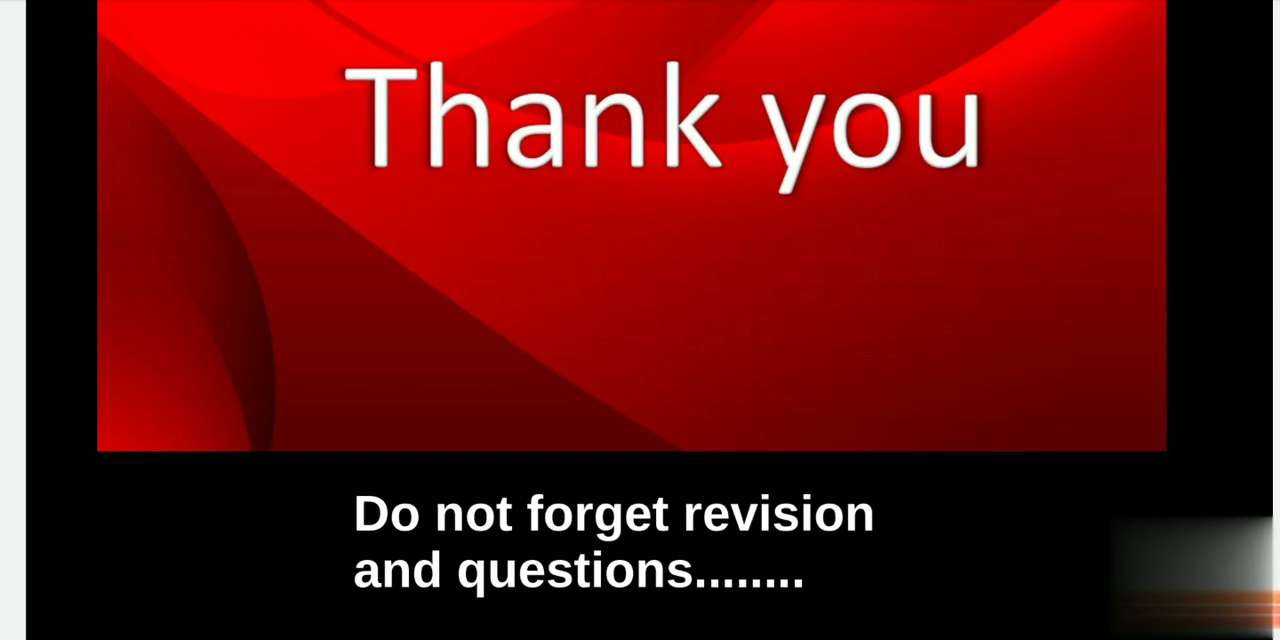 Thank you
Do not forget revision
and questions........